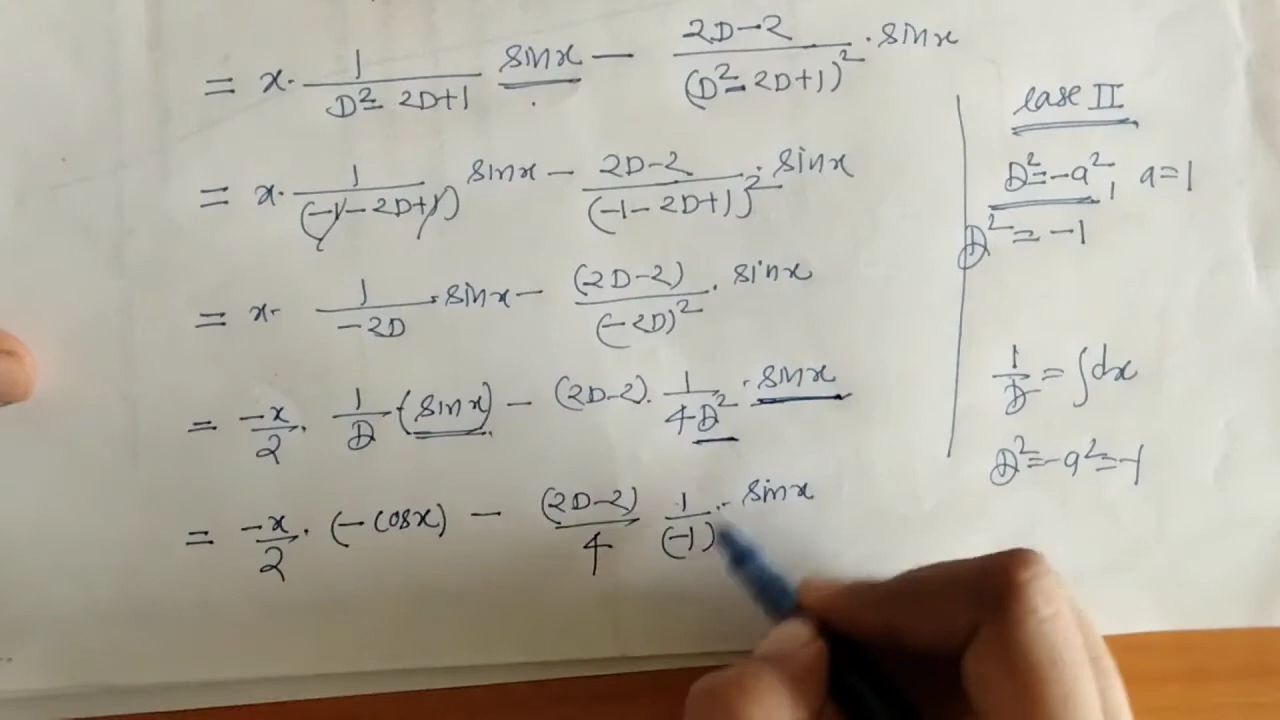 = x · 1/(D² - 2D+1) sinx - (2D-2)/(D² - 2D+1)² · sinx
= x · 1/(-1 - 2D+1) sinx - (2D-2)/(-1 - 2D+1)² · sinx
= x · 1/(-2D) · sinx - (2D-2)/(-2D)² · sinx
= -x/2 · 1/D (sinx) - (2D-2) · 1/(4D²) · sinx
= -x/2 · (-cosx) - (2D-2)/4 1/(-1) · sinx
case II
D² = -a², a=1
D² = -1
1/D = ∫dx
D² = -a² = -1